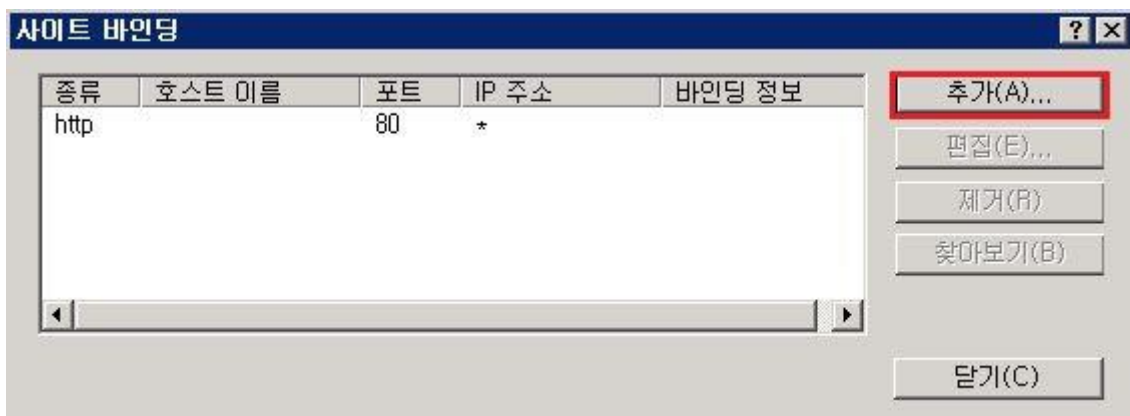 사이트 바인딩
종류 호스트 이름 포트 IP 주소 바인딩 정보
http 80 *
추가(A)...
편집(E)...
제거(R)
찾아보기(B)
닫기(C)